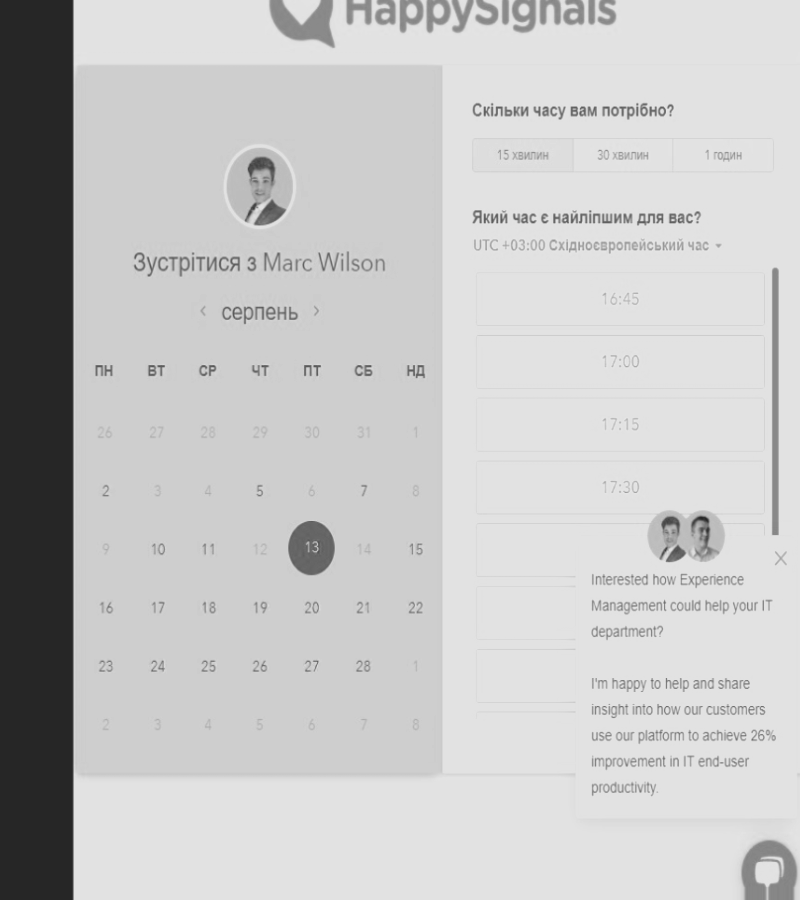 HappySignals
Зустрітися з Marc Wilson
серпень
ПН ВТ СР ЧТ ПТ СБ НД
26 27 28 29 30 31 1
2 3 4 5 6 7 8
9 10 11 12 13 14 15
16 17 18 19 20 21 22
23 24 25 26 27 28 1
2 3 4 5 6 7 8
Скільки часу вам потрібно?
15 хвилин 30 хвилин 1 годин
Який час є найліпшим для вас?
UTC +03:00 Східноєвропейський час
16:45
17:00
17:15
17:30
Interested how Experience
Management could help your IT
department?
I'm happy to help and share
insight into how our customers
use our platform to achieve 26%
improvement in IT end-user
productivity.